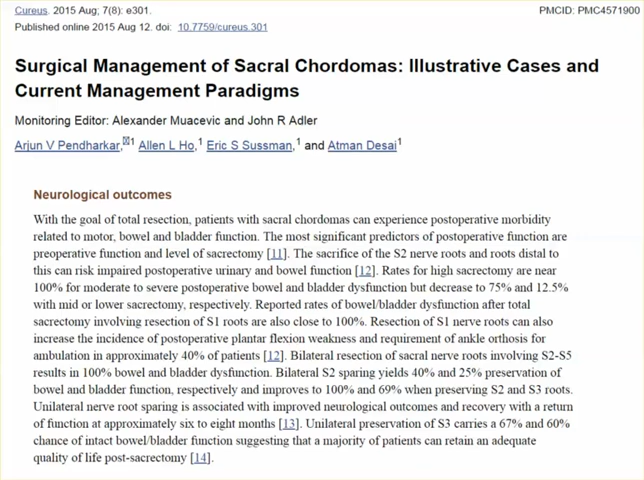 Cureus. 2015 Aug; 7(8): e301. PMCID: PMC4571900
Published online 2015 Aug 12. doi: 10.7759/cureus.301
Surgical Management of Sacral Chordomas: Illustrative Cases and
Current Management Paradigms
Monitoring Editor: Alexander Muacevic and John R Adler
Arjun V Pendharkar,✉1 Allen L Ho,1 Eric S Sussman,1 and Atman Desai1
Neurological outcomes
With the goal of total resection, patients with sacral chordomas can experience postoperative morbidity
related to motor, bowel and bladder function. The most significant predictors of postoperative function are
preoperative function and level of sacrectomy [11]. The sacrifice of the S2 nerve roots and roots distal to
this can risk impaired postoperative urinary and bowel function [12]. Rates for high sacrectomy are near
100% for moderate to severe postoperative bowel and bladder dysfunction but decrease to 75% and 12.5%
with mid or lower sacrectomy, respectively. Reported rates of bowel/bladder dysfunction after total
sacrectomy involving resection of S1 roots are also close to 100%. Resection of S1 nerve roots can also
increase the incidence of postoperative plantar flexion weakness and requirement of ankle orthosis for
ambulation in approximately 40% of patients [12]. Bilateral resection of sacral nerve roots involving S2-S5
results in 100% bowel and bladder dysfunction. Bilateral S2 sparing yields 40% and 25% preservation of
bowel and bladder function, respectively and improves to 100% and 69% when preserving S2 and S3 roots.
Unilateral nerve root sparing is associated with improved neurological outcomes and recovery with a return
of function at approximately six to eight months [13]. Unilateral preservation of S3 carries a 67% and 60%
chance of intact bowel/bladder function suggesting that a majority of patients can retain an adequate
quality of life post-sacrectomy [14].